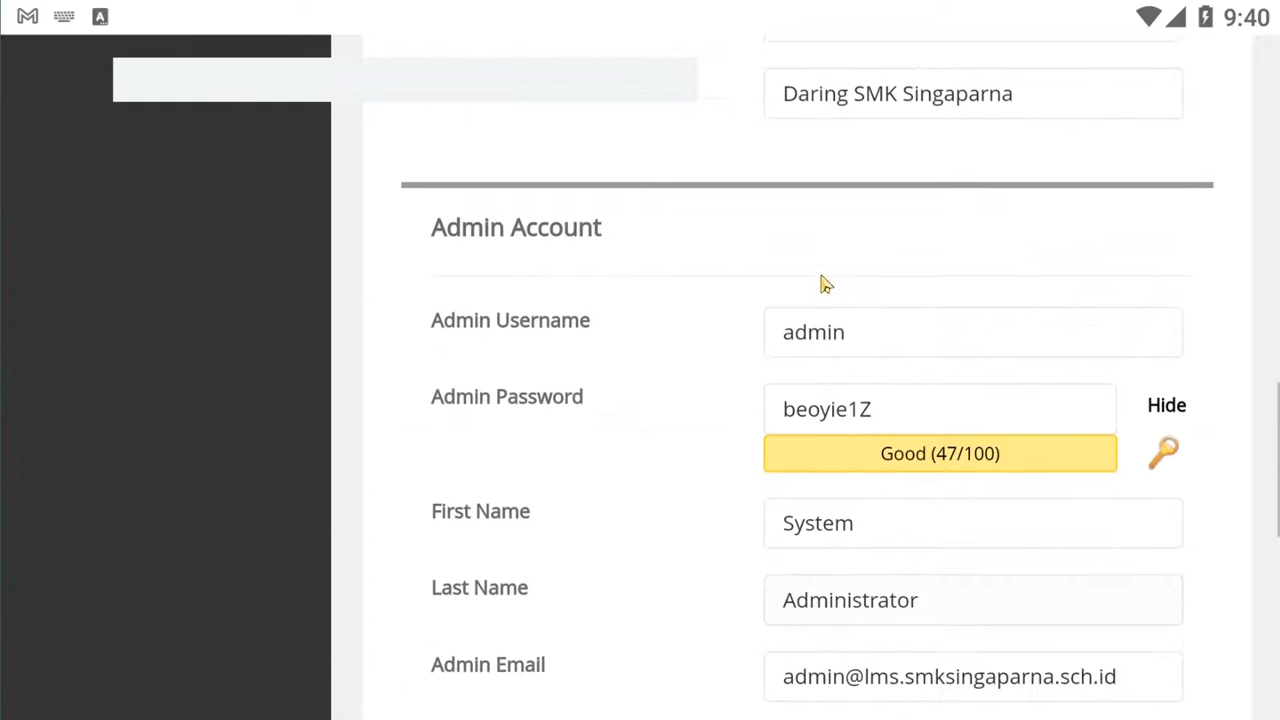 9:40
Daring SMK Singaparna
Admin Account
Admin Username
admin
Admin Password
beoyie1Z
Hide
Good (47/100)
First Name
System
Last Name
Administrator
Admin Email
admin@lms.smksingaparna.sch.id